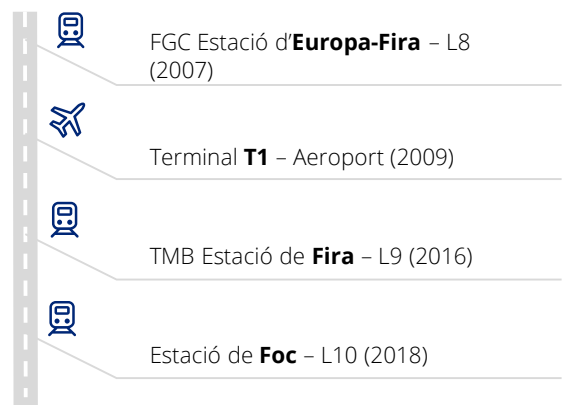 FGC Estació d'Europa-Fira – L8
(2007)
Terminal T1 – Aeroport (2009)
TMB Estació de Fira – L9 (2016)
Estació de Foc – L10 (2018)